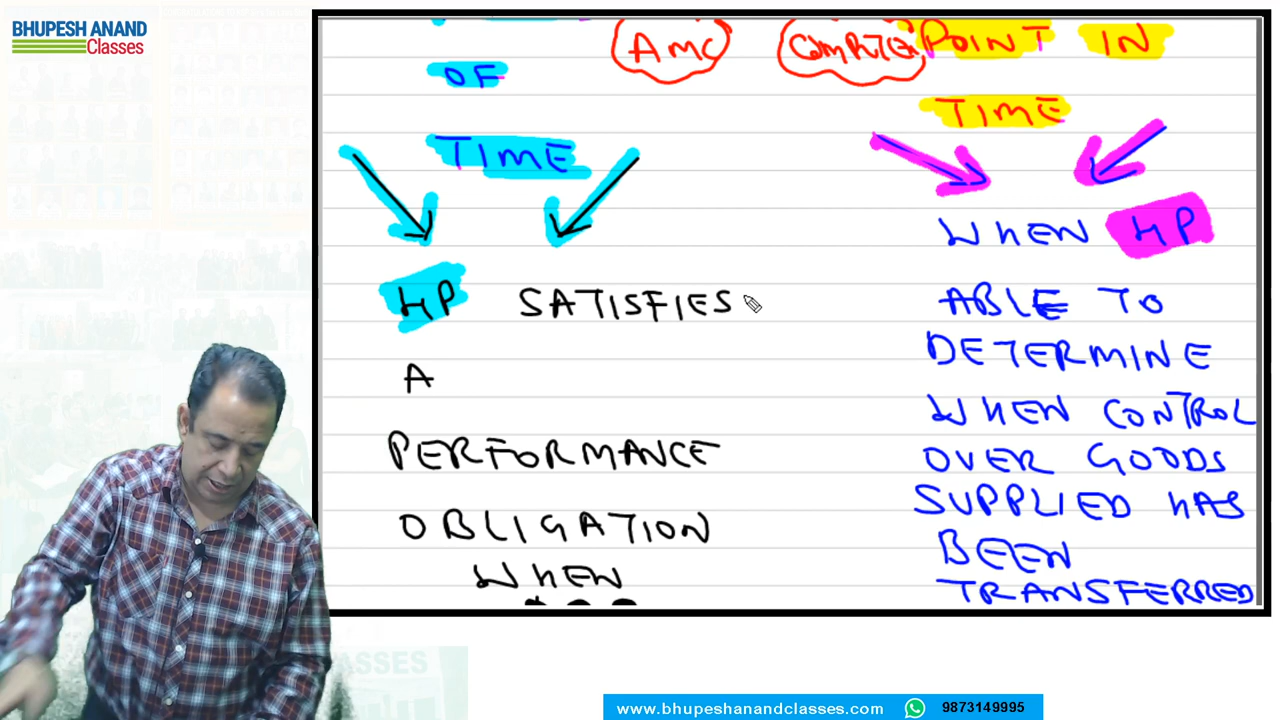 BHUPESH ANAND
Classes
AMC
COMPUTER
POINT IN
OF
TIME
TIME
WHEN HP
HP SATISFIES
ABLE TO
A
DETERMINE
WHEN CONTROL
PERFORMANCE
OVER GOODS
SUPPLIED HAS
OBLIGATION
BEEN
WHEN
TRANSFERRED
www.bhupeshanandclasses.com
9873149995